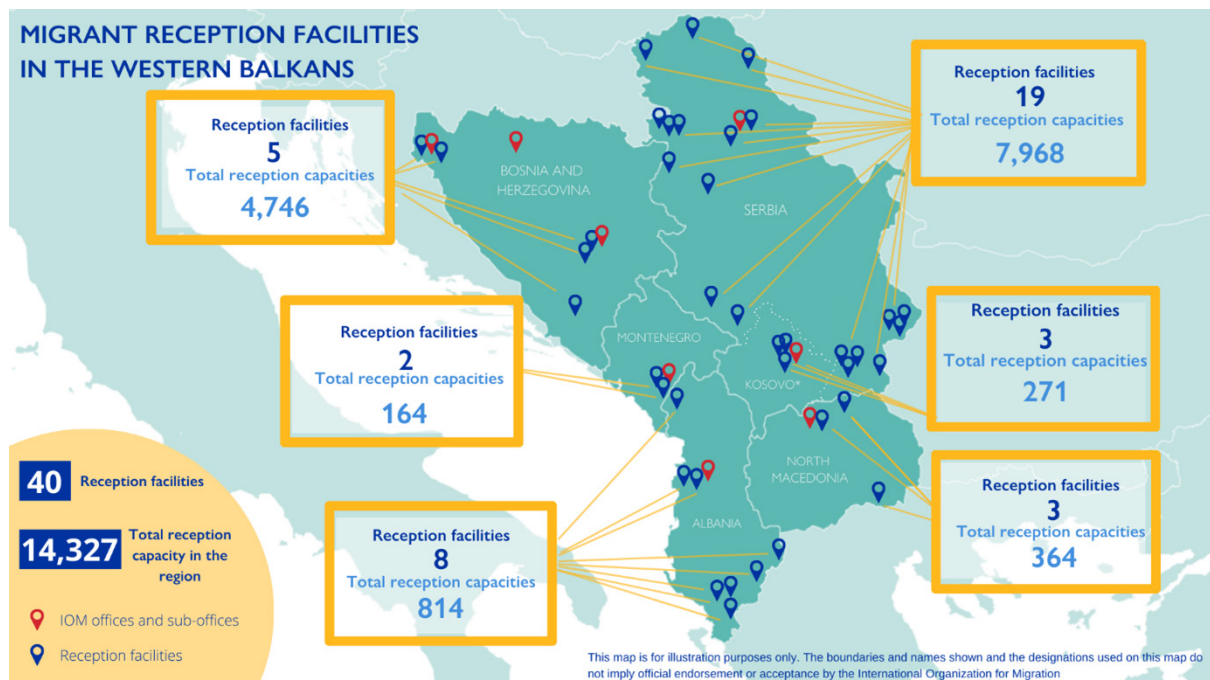 MIGRANT RECEPTION FACILITIES
IN THE WESTERN BALKANS
Reception facilities
5
Total reception capacities
4,746
BOSNIA AND
HERZEGOVINA
Reception facilities
19
Total reception capacities
7,968
SERBIA
Reception facilities
2
Total reception capacities
164
MONTENEGRO
KOSOVO*
Reception facilities
3
Total reception capacities
271
NORTH
MACEDONIA
Reception facilities
3
Total reception capacities
364
ALBANIA
Reception facilities
8
Total reception capacities
814
40 Reception facilities
14,327 Total reception
capacity in the
region
IOM offices and sub-offices
Reception facilities
This map is for illustration purposes only. The boundaries and names shown and the designations used on this map do
not imply official endorsement or acceptance by the International Organization for Migration